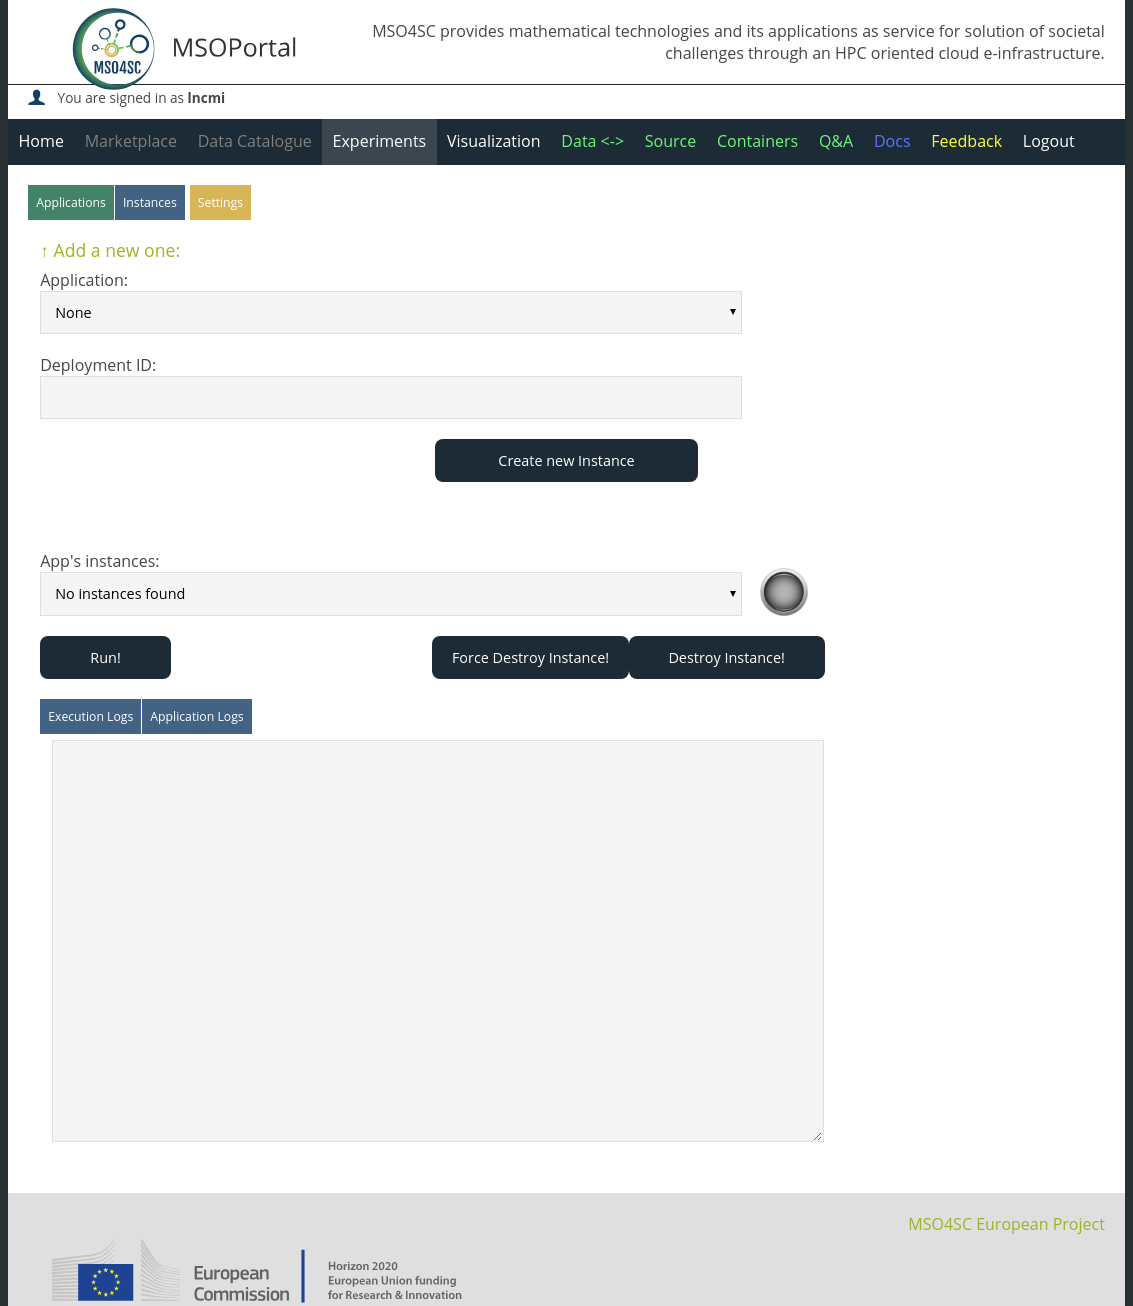 MSO4SC
MSOPortal
MSO4SC provides mathematical technologies and its applications as service for solution of societal
challenges through an HPC oriented cloud e-infrastructure.
You are signed in as lncmi
Home Marketplace Data Catalogue Experiments Visualization Data <-> Source Containers Q&A Docs Feedback Logout
Applications Instances Settings
↑ Add a new one:
Application:
None
Deployment ID:
Create new Instance
App's instances:
No instances found
Run! Force Destroy Instance! Destroy Instance!
Execution Logs Application Logs
MSO4SC European Project
European
Commission
Horizon 2020
European Union funding
for Research & Innovation